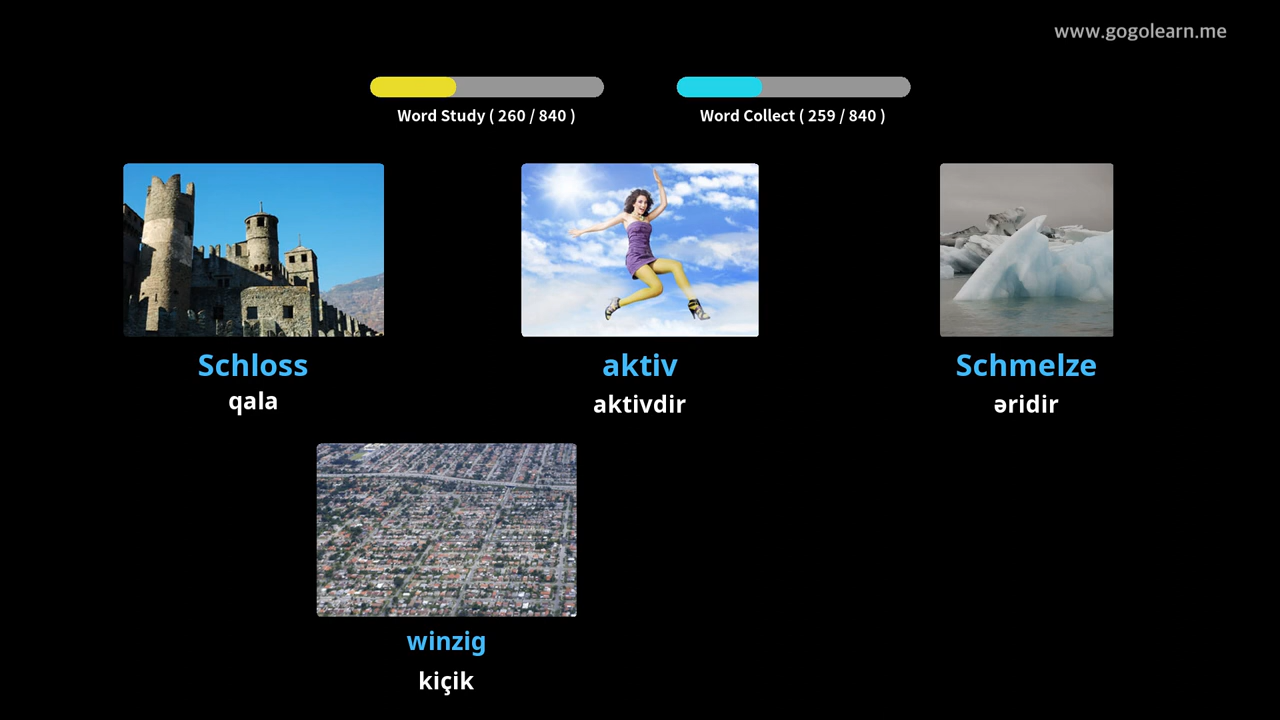 www.gogolearn.me
Word Study ( 260 / 840 )
Word Collect ( 259 / 840 )
Schloss
qala
aktiv
aktivdir
Schmelze
əridir
winzig
kiçik